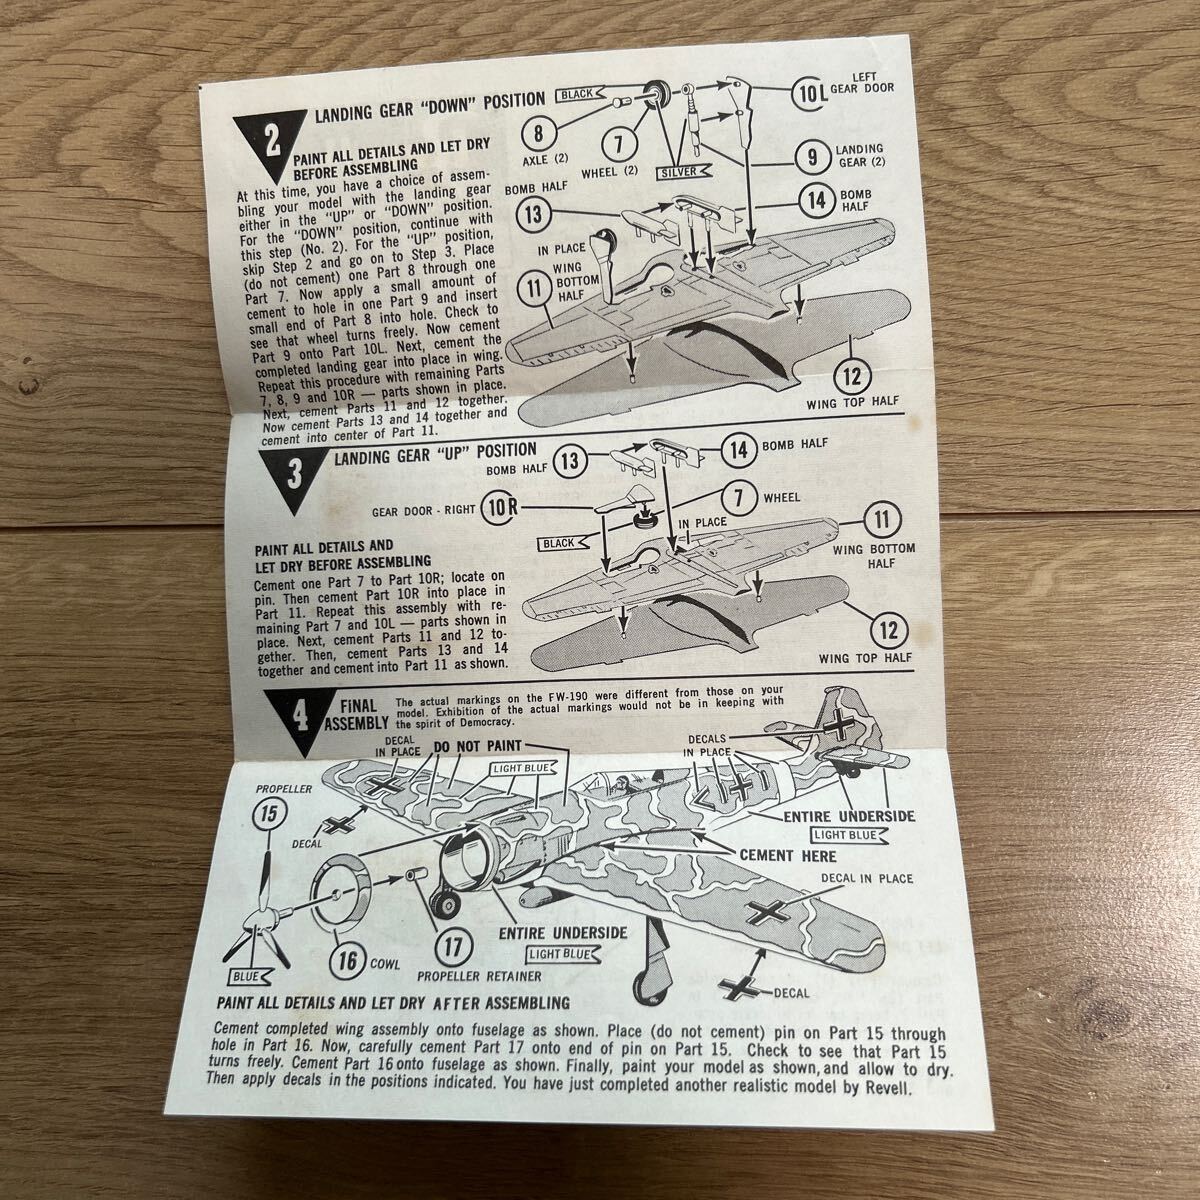 2
LANDING GEAR "DOWN" POSITION
PAINT ALL DETAILS AND LET DRY
BEFORE ASSEMBLING
At this time, you have a choice of assem-
bling your model with the landing gear
either in the "UP" or "DOWN" position.
For the "DOWN" position, continue with
this step (No. 2). For the "UP" position,
skip Step 2 and go on to Step 3. Place
(do not cement) one Part 8 through one
Part 7. Now apply a small amount of
cement to hole in one Part 9 and insert
small end of Part 8 into hole. Check to
see that wheel turns freely. Now cement
Part 9 onto Part 10L. Next, cement the
completed landing gear into place in wing.
Repeat this procedure with remaining Parts
7, 8, 9 and 10R — parts shown in place.
Next, cement Parts 11 and 12 together.
Now cement Parts 13 and 14 together and
cement into center of Part 11.
BLACK
8
AXLE (2)
7
WHEEL (2)
SILVER
10L
LEFT
GEAR DOOR
9
LANDING
GEAR (2)
BOMB HALF
13
14
BOMB
HALF
IN PLACE
11
WING
BOTTOM
HALF
12
WING TOP HALF
3
LANDING GEAR "UP" POSITION
BOMB HALF
13
14
BOMB HALF
GEAR DOOR - RIGHT
10R
7
WHEEL
BLACK
IN PLACE
11
WING BOTTOM
HALF
12
WING TOP HALF
PAINT ALL DETAILS AND
LET DRY BEFORE ASSEMBLING
Cement one Part 7 to Part 10R; locate on
pin. Then cement Part 10R into place in
Part 11. Repeat this assembly with re-
maining Part 7 and 10L — parts shown in
place. Next, cement Parts 11 and 12 to-
gether. Then, cement Parts 13 and 14
together and cement into Part 11 as shown.
4
FINAL
ASSEMBLY
The actual markings on the FW-190 were different from those on your
model. Exhibition of the actual markings would not be in keeping with
the spirit of Democracy.
DECAL
IN PLACE
DO NOT PAINT
LIGHT BLUE
DECALS
IN PLACE
PROPELLER
15
DECAL
ENTIRE UNDERSIDE
LIGHT BLUE
CEMENT HERE
DECAL IN PLACE
BLUE
16
COWL
17
PROPELLER RETAINER
ENTIRE UNDERSIDE
LIGHT BLUE
DECAL
PAINT ALL DETAILS AND LET DRY AFTER ASSEMBLING
Cement completed wing assembly onto fuselage as shown. Place (do not cement) pin on Part 15 through
hole in Part 16. Now, carefully cement Part 17 onto end of pin on Part 15. Check to see that Part 15
turns freely. Cement Part 16 onto fuselage as shown. Finally, paint your model as shown, and allow to dry.
Then apply decals in the positions indicated. You have just completed another realistic model by Revell.